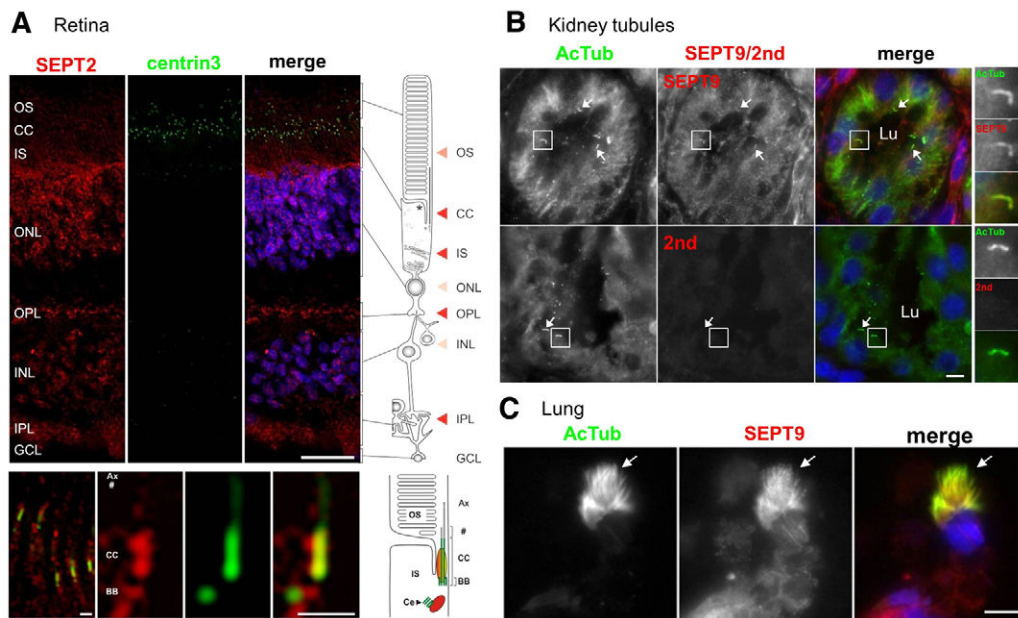 A Retina
SEPT2 centrin3 merge
OS
CC
IS
ONL
OPL
INL
IPL
GCL
*
OS
CC
IS
ONL
OPL
INL
IPL
GCL
Ax
#
CC
BB
OS
IS
Ce
Ax
#
CC
BB
B Kidney tubules
AcTub SEPT9/2nd merge
SEPT9
Lu
AcTub
SEPT9
2nd
Lu
AcTub
2nd
C Lung
AcTub SEPT9 merge